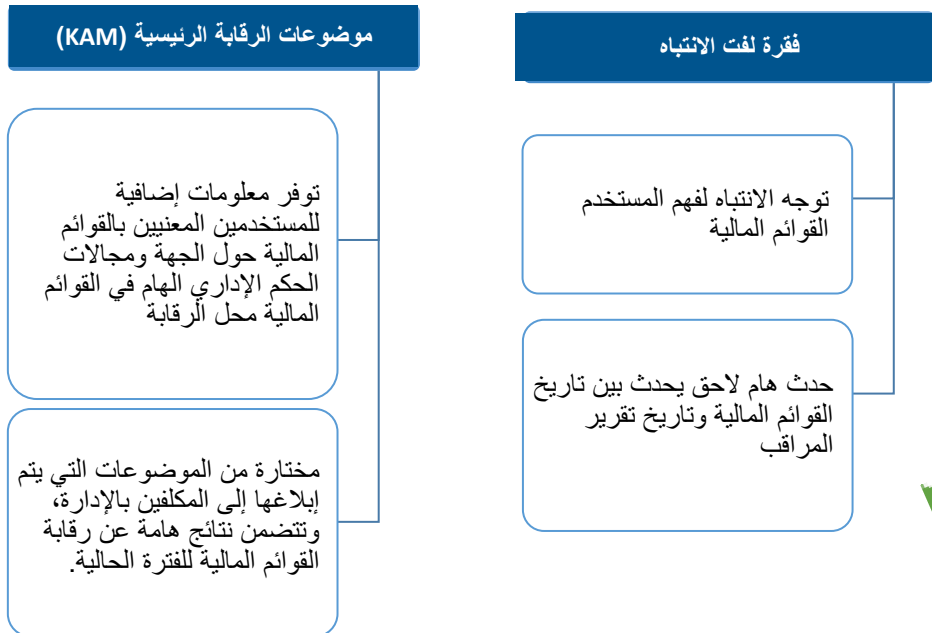 فقرة لفت الانتباه
توجه الانتباه لفهم المستخدم
القوائم المالية
حدث هام لاحق يحدث بين تاريخ
القوائم المالية وتاريخ تقرير
المراقب
موضوعات الرقابة الرئيسية (KAM)
توفر معلومات إضافية
للمستخدمين المعنيين بالقوائم
المالية حول الجهة ومجالات
الحكم الإداري الهام في القوائم
المالية محل الرقابة
مختارة من الموضوعات التي يتم
إبلاغها إلى المكلفين بالإدارة،
وتتضمن نتائج هامة عن رقابة
القوائم المالية للفترة الحالية.